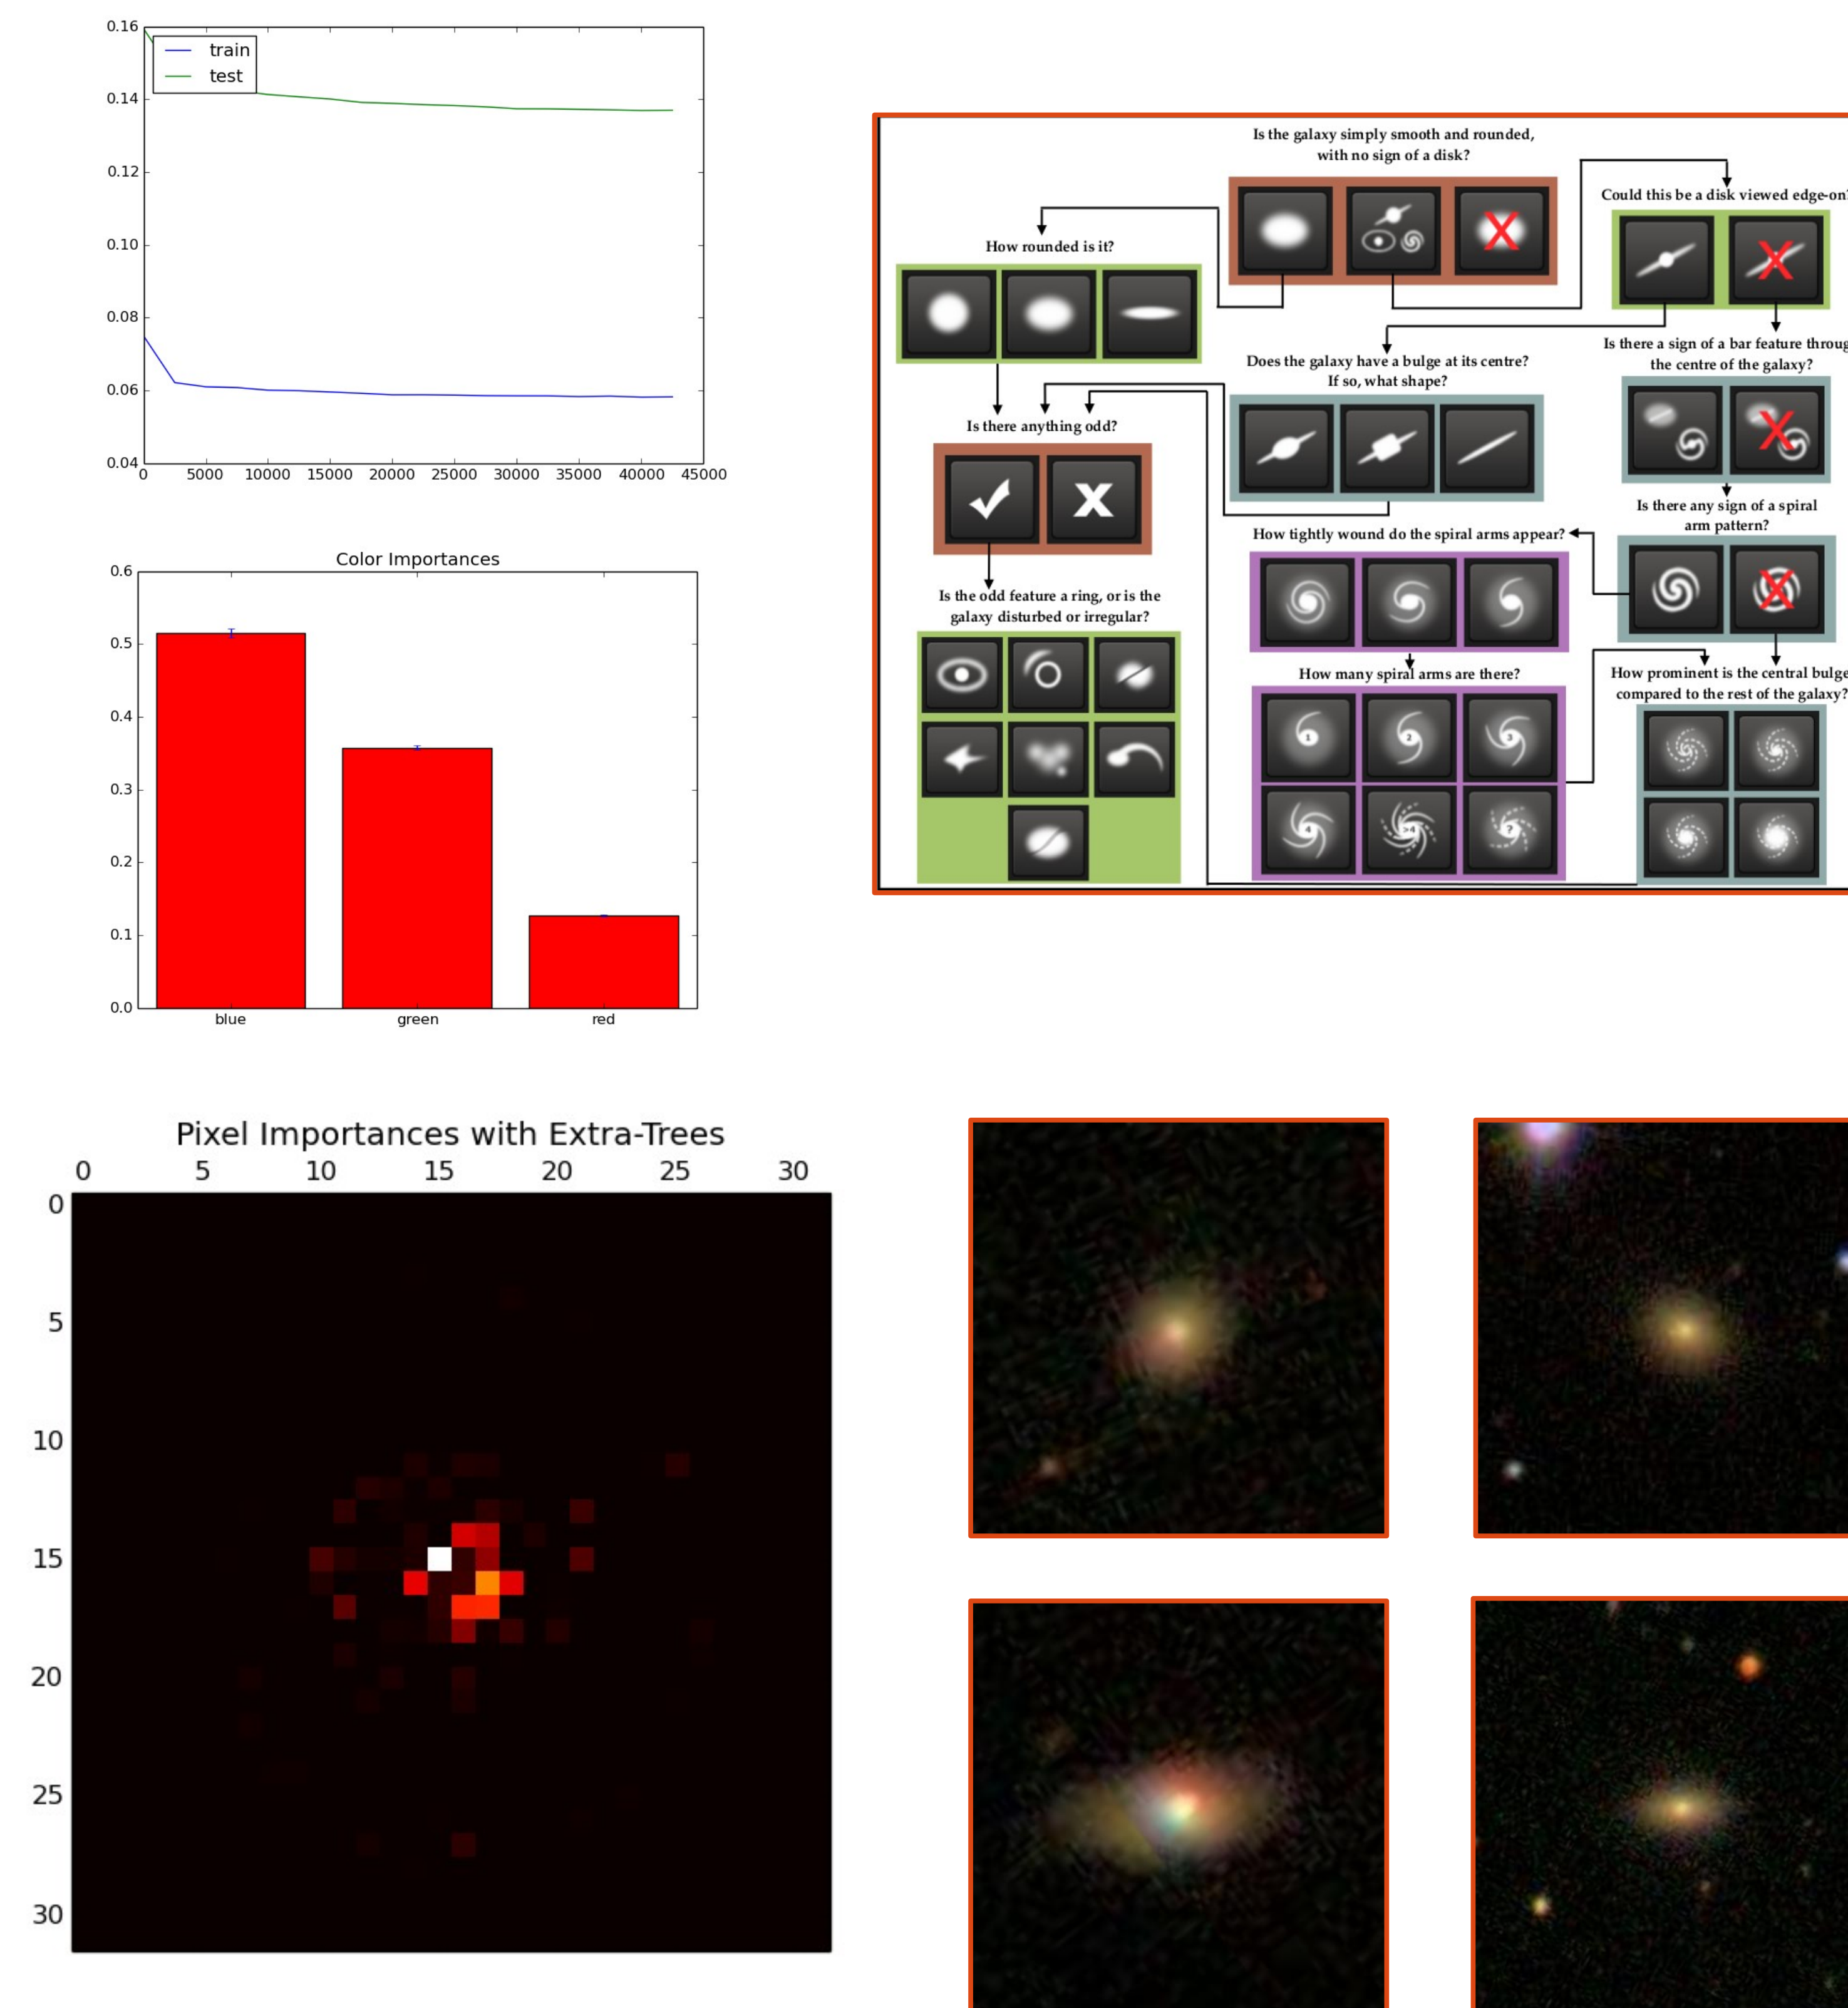 0.16
0.14
0.12
0.10
0.08
0.06
0.04
train
test
0 5000 10000 15000 20000 25000 30000 35000 40000 45000
Color Importances
0.6
0.5
0.4
0.3
0.2
0.1
0.0
blue green red
Is the galaxy simply smooth and rounded,
with no sign of a disk?
Could this be a disk viewed edge-on?
How rounded is it?
Does the galaxy have a bulge at its centre?
If so, what shape?
Is there a sign of a bar feature throug
the centre of the galaxy?
Is there anything odd?
Is there any sign of a spiral
arm pattern?
How tightly wound do the spiral arms appear?
Is the odd feature a ring, or is the
galaxy disturbed or irregular?
How many spiral arms are there?
1 2 3
4 >4 ?
How prominent is the central bulge
compared to the rest of the galaxy?
Pixel Importances with Extra-Trees
0 5 10 15 20 25 30
0
5
10
15
20
25
30